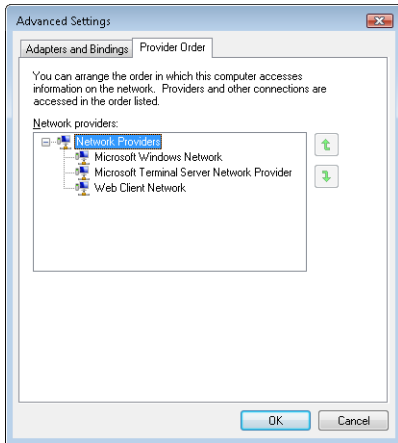 Advanced Settings
Adapters and Bindings
Provider Order
You can arrange the order in which this computer accesses
information on the network. Providers and other connections are
accessed in the order listed.
Network providers:
Network Providers
Microsoft Windows Network
Microsoft Terminal Server Network Provider
Web Client Network
OK
Cancel